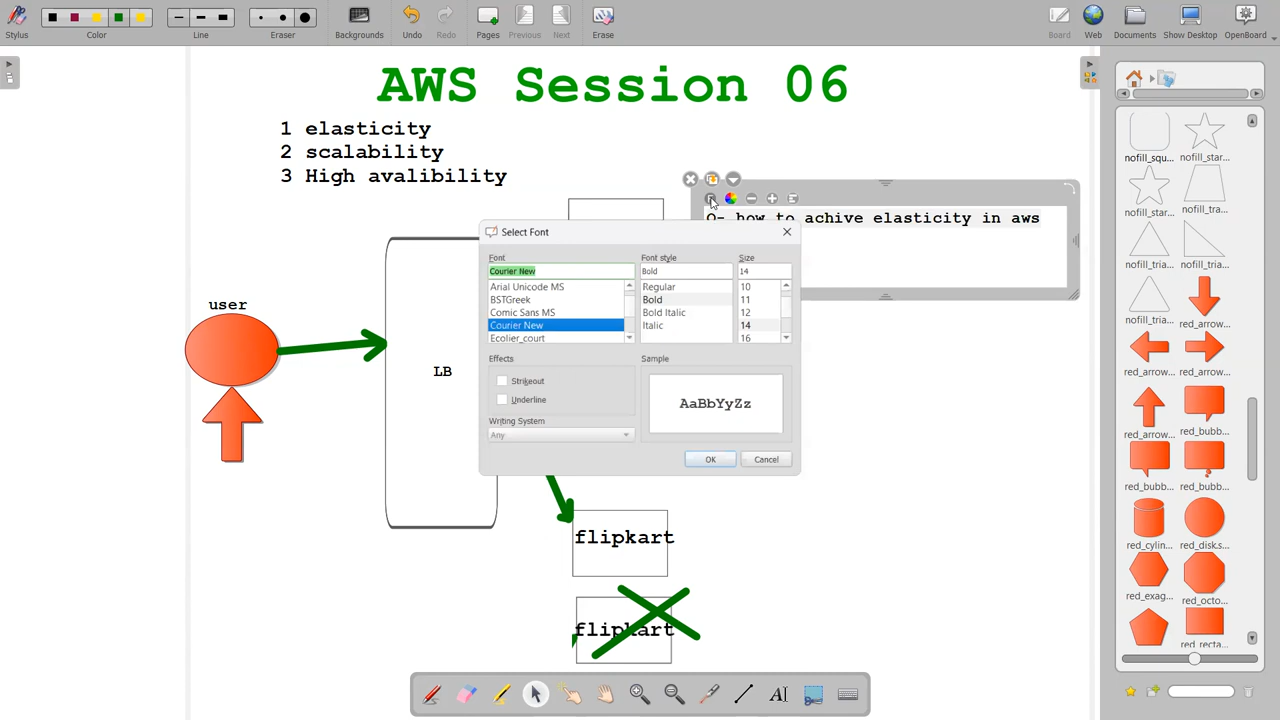 Stylus
Color
Line
Eraser
Backgrounds
Undo
Redo
Pages
Previous
Next
Erase
Board
Web
Documents
Show Desktop
OpenBoard
AWS Session 06
1 elasticity
2 scalability
3 High avalibility
Q- how to achive elasticity in aws
Select Font
Font
Font style
Size
Courier New
Bold
14
Arial Unicode MS
BSTGreek
Comic Sans MS
Courier New
Ecolier_court
Regular
Bold
Bold Italic
Italic
10
11
12
14
16
Effects
Sample
Strikeout
Underline
AaBbYyZz
Writing System
Any
OK
Cancel
user
LB
flipkart
flipkart
nofill_squ...
nofill_star...
nofill_star...
nofill_tra...
nofill_tria...
nofill_tria...
nofill_tria...
red_arrow...
red_arrow...
red_arrow...
red_arrow...
red_bubb...
red_bubb...
red_bubb...
red_cylin...
red_disk.s...
red_exag...
red_octo...
red_penta...
red_recta...
AI